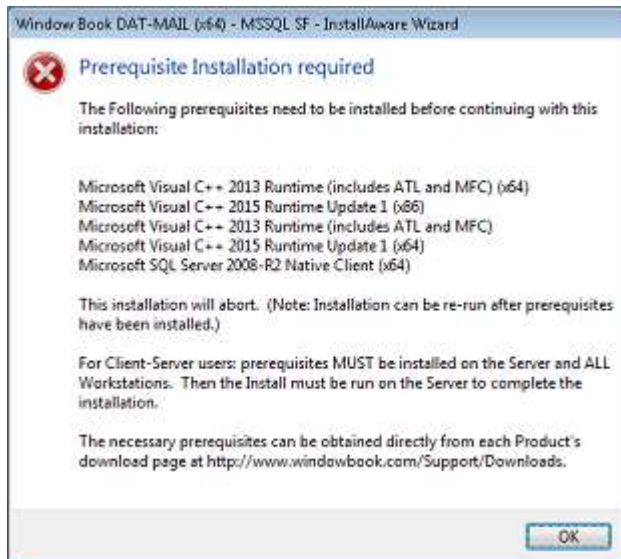 Window Book DAT-MAIL (x64) - MSSQL SF - InstallAware Wizard
Prerequisite Installation required
The Following prerequisites need to be installed before continuing with this
installation:
Microsoft Visual C++ 2013 Runtime (includes ATL and MFC) (x64)
Microsoft Visual C++ 2015 Runtime Update 1 (x86)
Microsoft Visual C++ 2013 Runtime (includes ATL and MFC)
Microsoft Visual C++ 2015 Runtime Update 1 (x64)
Microsoft SQL Server 2008-R2 Native Client (x64)
This installation will abort. (Note: Installation can be re-run after prerequisites
have been installed.)
For Client-Server users: prerequisites MUST be installed on the Server and ALL
Workstations. Then the Install must be run on the Server to complete the
installation.
The necessary prerequisites can be obtained directly from each Product's
download page at http://www.windowbook.com/Support/Downloads.
OK